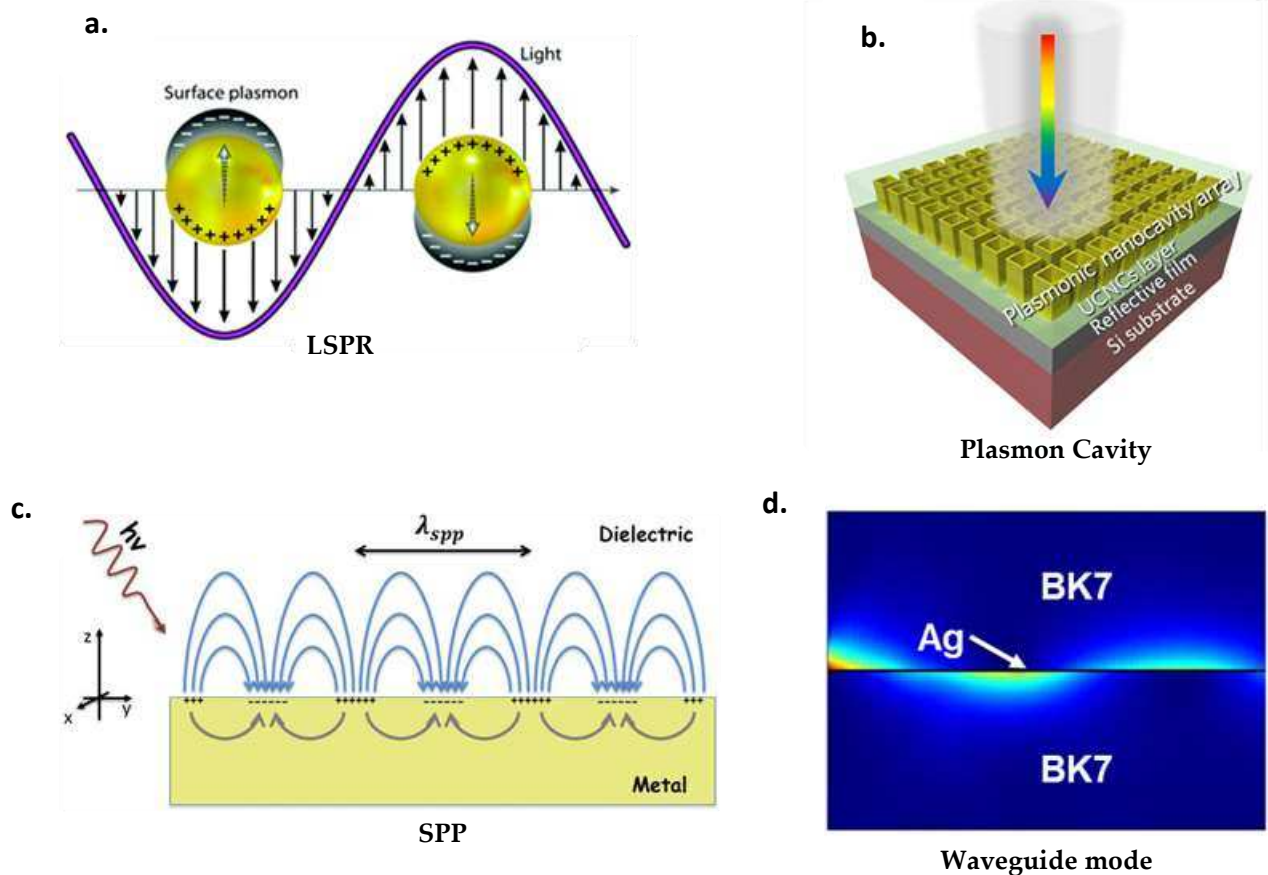 a.
Light
Surface plasmon
LSPR
b.
Plasmonic nanocavity array
UCNCs layer
Reflective film
Si substrate
Plasmon Cavity
c.
hν
λspp
Dielectric
z
x
y
+++ ------ ++++++ ------ +++++ ------ +++
Metal
SPP
d.
BK7
Ag
BK7
Waveguide mode